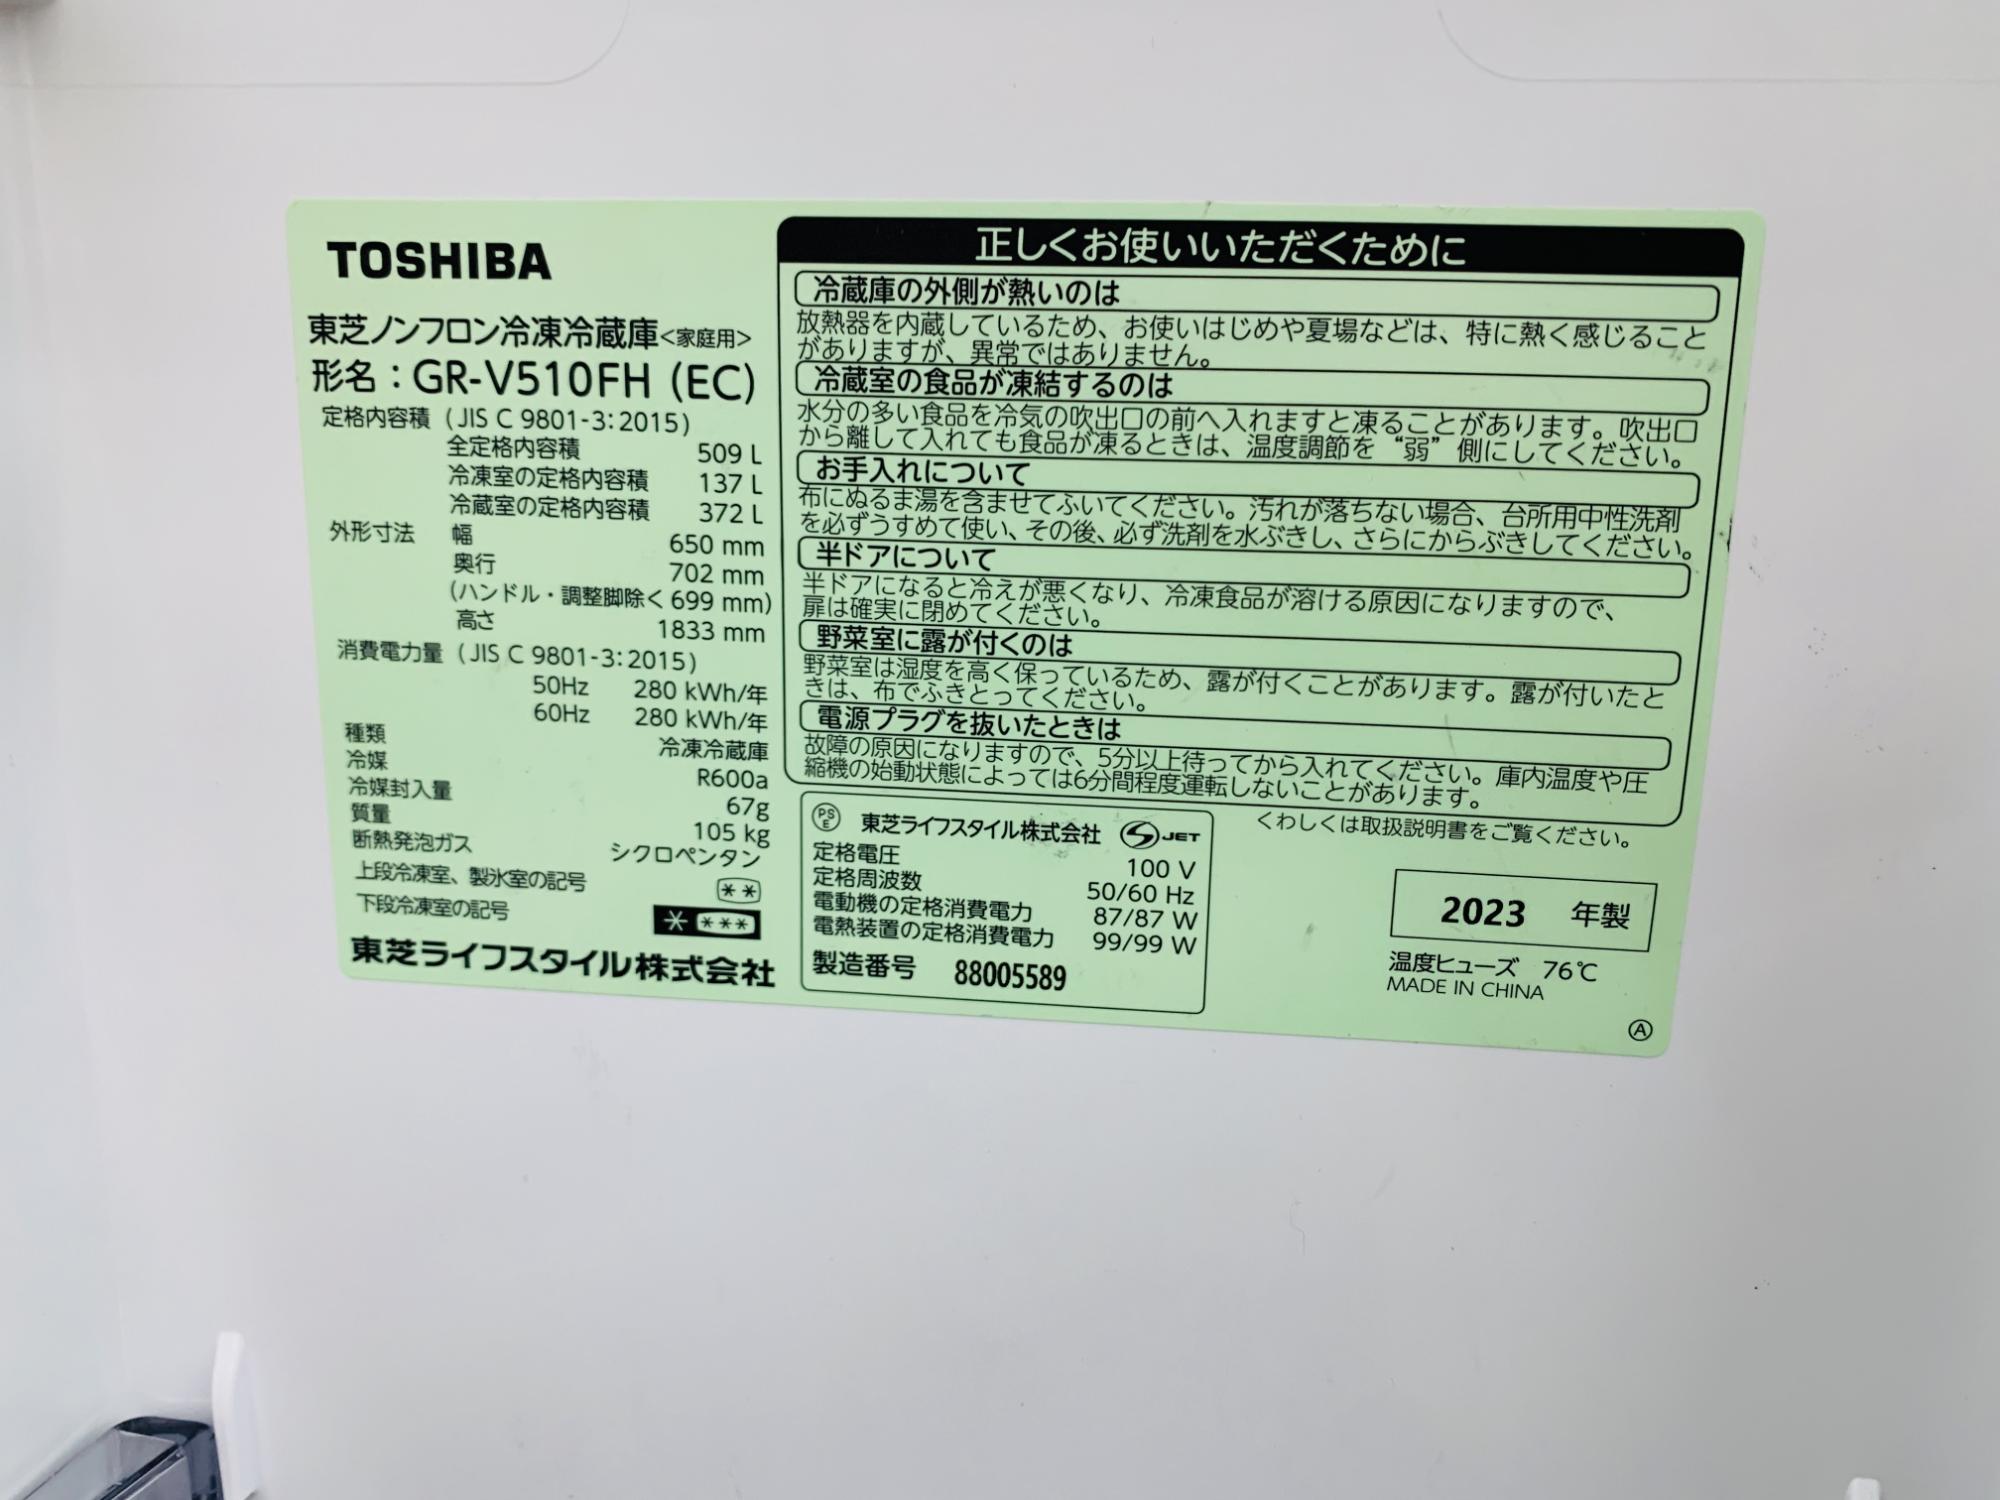 TOSHIBA
東芝ノンフロン冷凍冷蔵庫<家庭用>
形名：GR-V510FH (EC)
定格内容積（JIS C 9801-3：2015）
全定格内容積 509 L
冷凍室の定格内容積 137 L
冷蔵室の定格内容積 372 L
外形寸法 幅 650 mm
奥行 702 mm
(ハンドル・調整脚除く 699 mm)
高さ 1833 mm
消費電力量（JIS C 9801-3：2015）
50Hz 280 kWh/年
60Hz 280 kWh/年
種類 冷凍冷蔵庫
冷媒 R600a
冷媒封入量 67g
質量 105 kg
断熱発泡ガス シクロペンタン
上段冷凍室、製氷室の記号 **
下段冷凍室の記号 * ***
東芝ライフスタイル株式会社
正しくお使いいただくために
冷蔵庫の外側が熱いのは
放熱器を内蔵しているため、お使いはじめや夏場などは、特に熱く感じること
がありますが、異常ではありません。
冷蔵室の食品が凍結するのは
水分の多い食品を冷気の吹出口の前へ入れますと凍ることがあります。吹出口
から離して入れても食品が凍るときは、温度調節を“弱”側にしてください。
お手入れについて
布にぬるま湯を含ませてふいてください。汚れが落ちない場合、台所用中性洗剤
を必ずうすめて使い、その後、必ず洗剤を水ぶきし、さらにからぶきしてください。
半ドアについて
半ドアになると冷えが悪くなり、冷凍食品が溶ける原因になりますので、
扉は確実に閉めてください。
野菜室に露が付くのは
野菜室は湿度を高く保っているため、露が付くことがあります。露が付いたと
きは、布でふきとってください。
電源プラグを抜いたときは
故障の原因になりますので、5分以上待ってから入れてください。庫内温度や圧
縮機の始動状態によっては6分間程度運転しないことがあります。
くわしくは取扱説明書をご覧ください。
PSE 東芝ライフスタイル株式会社 JET
定格電圧 100 V
定格周波数 50/60 Hz
電動機の定格消費電力 87/87 W
電熱装置の定格消費電力 99/99 W
製造番号 88005589
2023 年製
温度ヒューズ 76℃
MADE IN CHINA
Ⓐ